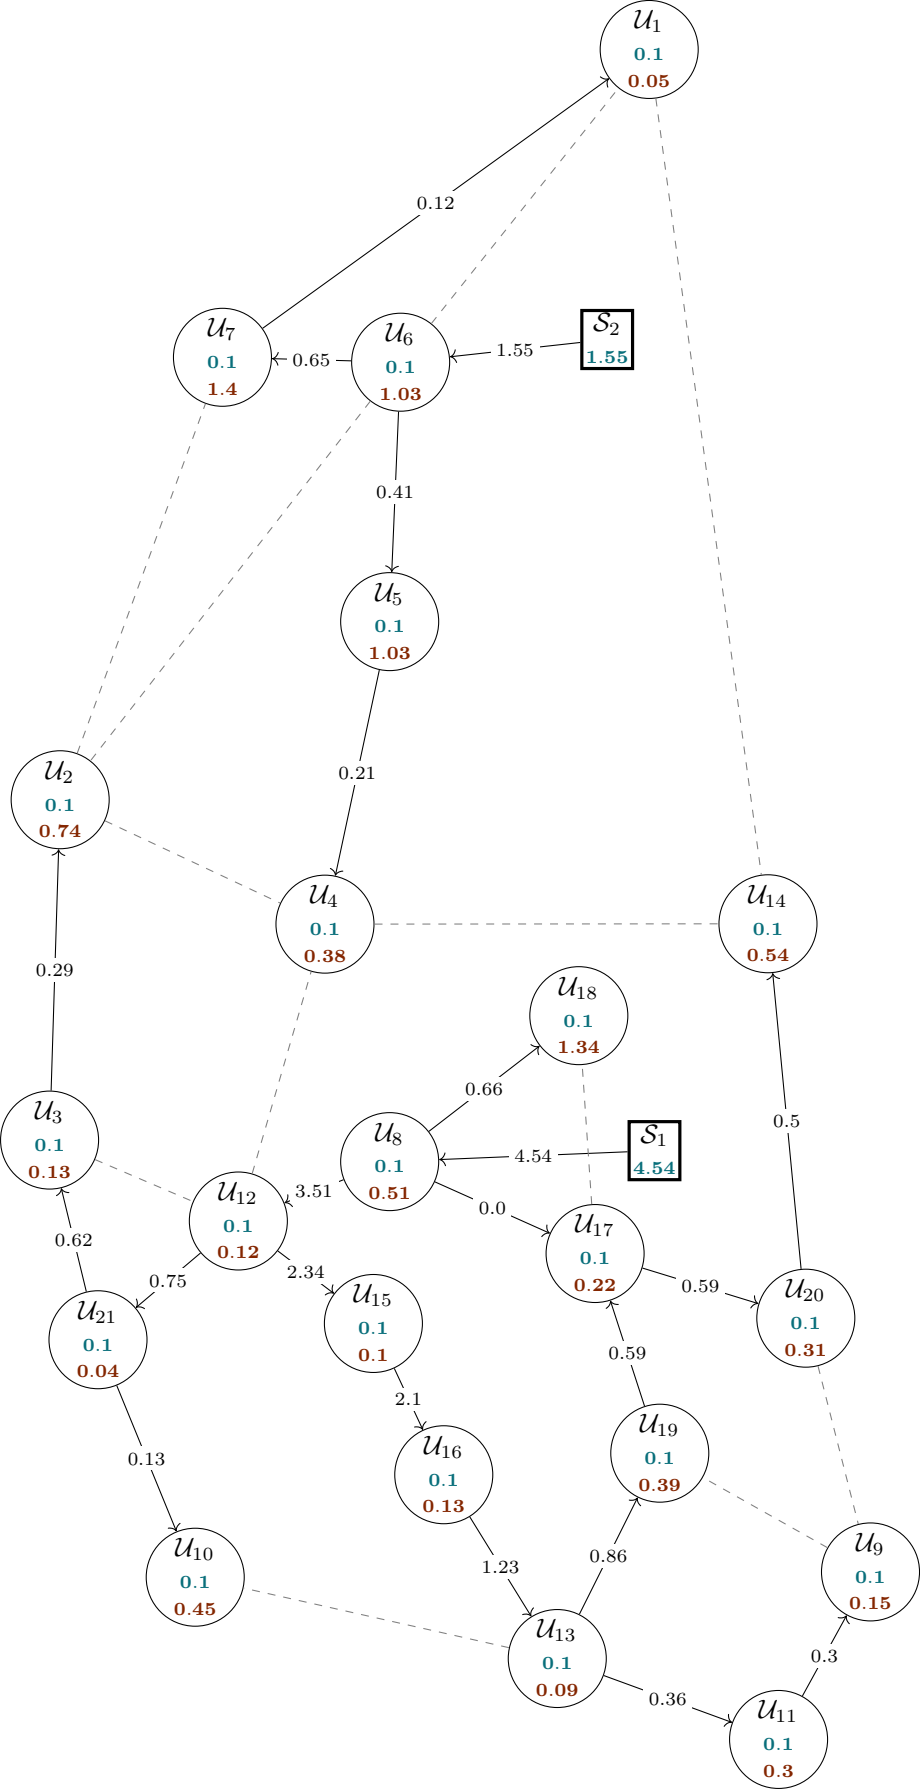 𝒰₁
0.1
0.05
0.12
𝒰₇
0.1
1.4
0.65
𝒰₆
0.1
1.03
1.55
𝒮₂
1.55
0.41
𝒰₅
0.1
1.03
0.21
𝒰₂
0.1
0.74
𝒰₄
0.1
0.38
𝒰₁₄
0.1
0.54
0.29
𝒰₁₈
0.1
1.34
0.66
0.5
𝒰₃
0.1
0.13
𝒰₈
0.1
0.51
4.54
𝒮₁
4.54
𝒰₁₂
0.1
0.12
3.51
0.0
𝒰₁₇
0.1
0.22
0.62
0.75
2.34
0.59
𝒰₂₀
0.1
0.31
𝒰₂₁
0.1
0.04
𝒰₁₅
0.1
0.1
0.59
2.1
0.13
𝒰₁₆
0.1
0.13
𝒰₁₉
0.1
0.39
1.23
0.86
𝒰₁₀
0.1
0.45
𝒰₉
0.1
0.15
𝒰₁₃
0.1
0.09
0.3
0.36
𝒰₁₁
0.1
0.3